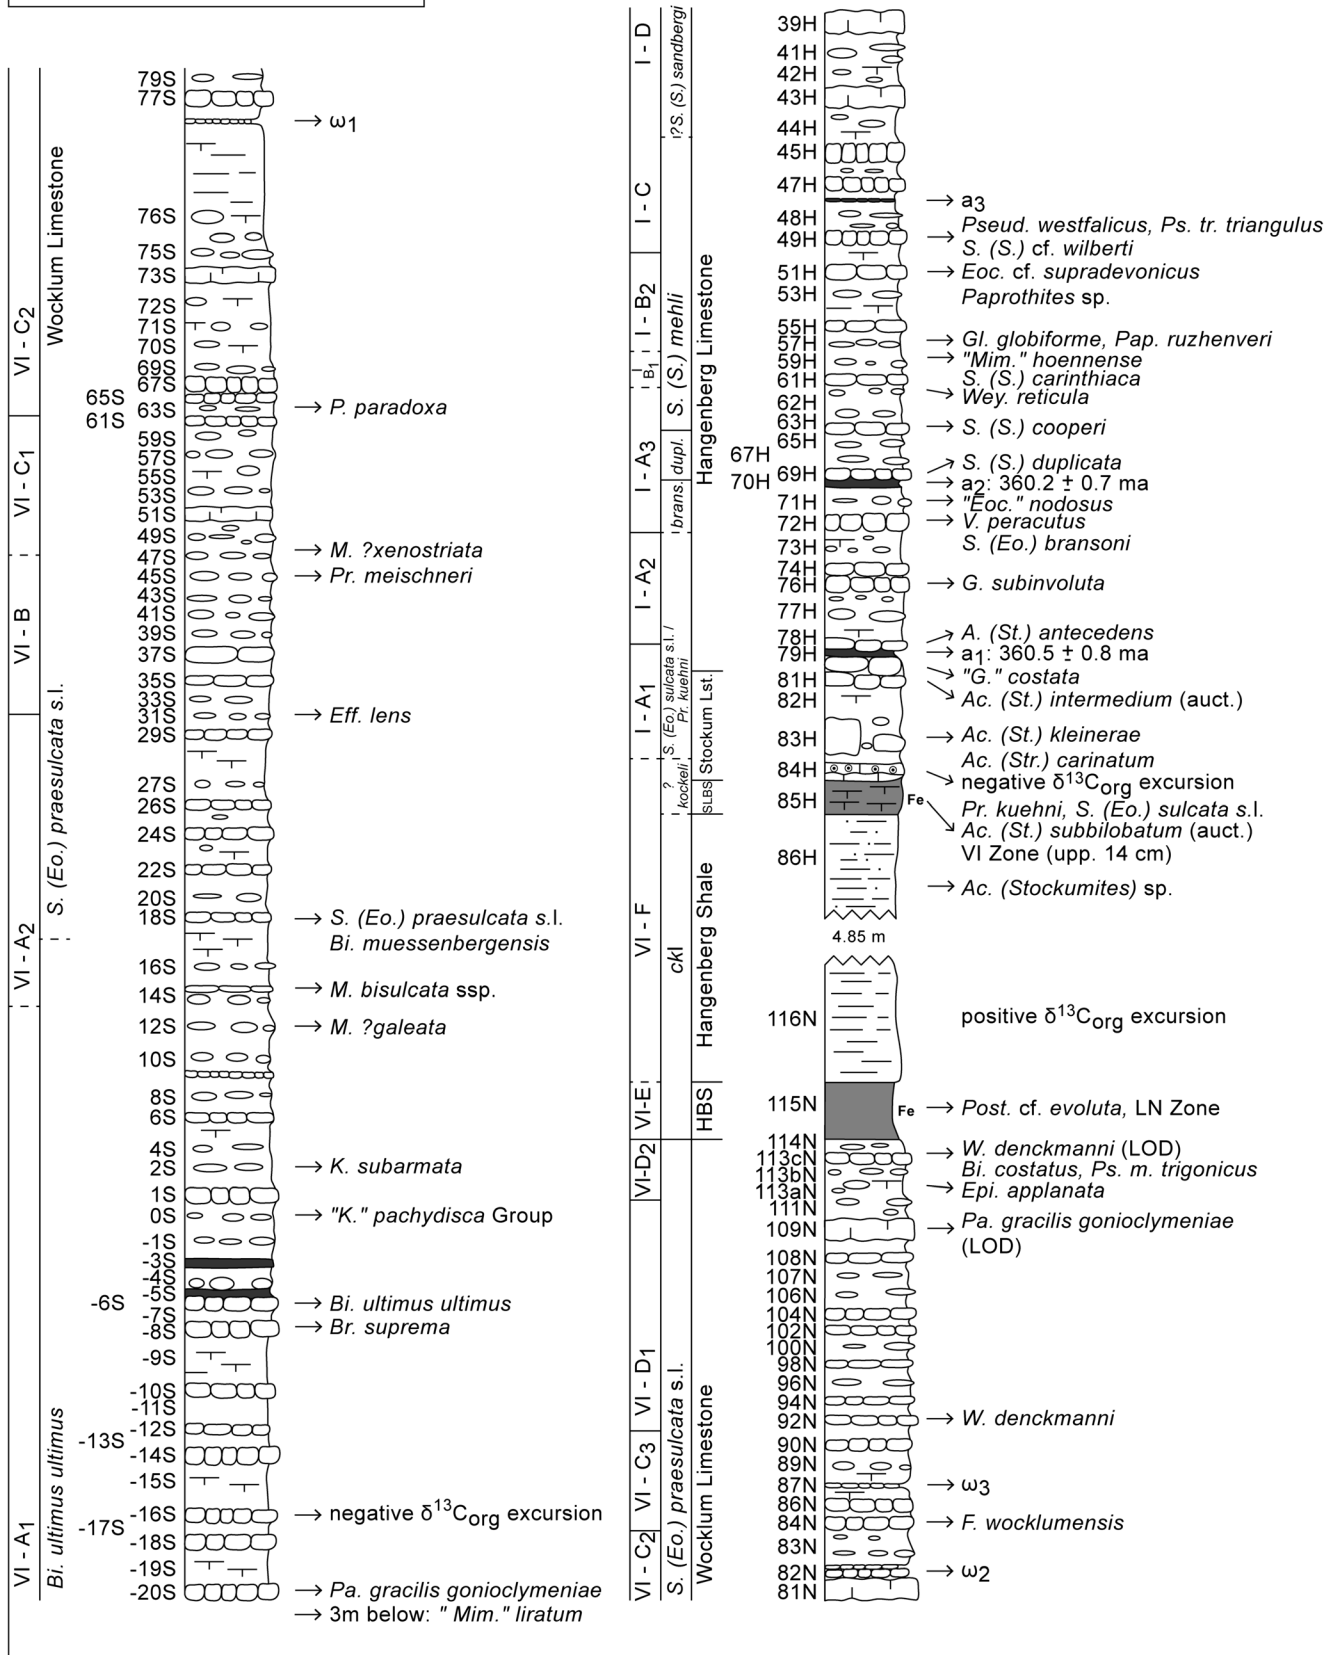 VI - C2
VI - C1
VI - B
VI - A2
VI - A1
Wocklum Limestone
S. (Eo.) praesulcata s.l.
Bi. ultimus ultimus
79S
77S
→ ω1
76S
75S
73S
72S
71S
70S
69S
67S
65S
63S → P. paradoxa
61S
59S
57S
55S
53S
51S
49S
47S → M. ?xenostriata
45S → Pr. meischneri
43S
41S
39S
37S
35S
33S
31S → Eff. lens
29S
27S
26S
24S
22S
20S
18S → S. (Eo.) praesulcata s.l.
Bi. muessenbergensis
16S
14S → M. bisulcata ssp.
12S → M. ?galeata
10S
8S
6S
4S
2S → K. subarmata
1S
0S → "K." pachydisca Group
-1S
-3S
-4S
-5S
-6S → Bi. ultimus ultimus
-7S
-8S → Br. suprema
-9S
-10S
-11S
-12S
-13S
-14S
-15S
-16S → negative δ13Corg excursion
-17S
-18S
-19S
-20S → Pa. gracilis gonioclymeniae
→ 3m below: " Mim." liratum
I - D
I - C
I - B2
I - B1
I - A3
I - A2
I - A1
VI - F
VI-E
VI-D2
VI - D1
VI - C3
VI - C2
?S. (S.) sandbergi
S. (S.) mehli
dupl.
brans.
S. (Eo.) sulcata s.l. /
Pr. kuehni
?
kockeli
ckI
S. (Eo.) praesulcata s.l.
Hangenberg Limestone
Stockum Lst.
SLBS
Hangenberg Shale
HBS
Wocklum Limestone
39H
41H
42H
43H
44H
45H
47H
→ a3
48H
Pseud. westfalicus, Ps. tr. triangulus
49H
S. (S.) cf. wilberti
51H → Eoc. cf. supradevonicus
53H
Paprothites sp.
55H
57H → Gl. globiforme, Pap. ruzhenveri
59H → "Mim." hoennense
61H
S. (S.) carinthiaca
62H
Wey. reticula
63H → S. (S.) cooperi
65H
67H
69H → S. (S.) duplicata
70H → a2: 360.2 ± 0.7 ma
71H → "Eoc." nodosus
72H → V. peracutus
73H
S. (Eo.) bransoni
74H
76H → G. subinvoluta
77H
78H → A. (St.) antecedens
79H → a1: 360.5 ± 0.8 ma
"G." costata
81H
82H
Ac. (St.) intermedium (auct.)
83H → Ac. (St.) kleinerae
Ac. (Str.) carinatum
84H
negative δ13Corg excursion
85H
Fe
Pr. kuehni, S. (Eo.) sulcata s.l.
Ac. (St.) subbilobatum (auct.)
86H
VI Zone (upp. 14 cm)
→ Ac. (Stockumites) sp.
4.85 m
116N
positive δ13Corg excursion
115N
Fe → Post. cf. evoluta, LN Zone
114N
W. denckmanni (LOD)
113cN
Bi. costatus, Ps. m. trigonicus
113bN
113aN
Epi. applanata
111N
109N → Pa. gracilis gonioclymeniae
(LOD)
108N
107N
106N
104N
102N
100N
98N
96N
94N
92N → W. denckmanni
90N
89N
87N → ω3
86N
84N → F. wocklumensis
83N
82N → ω2
81N